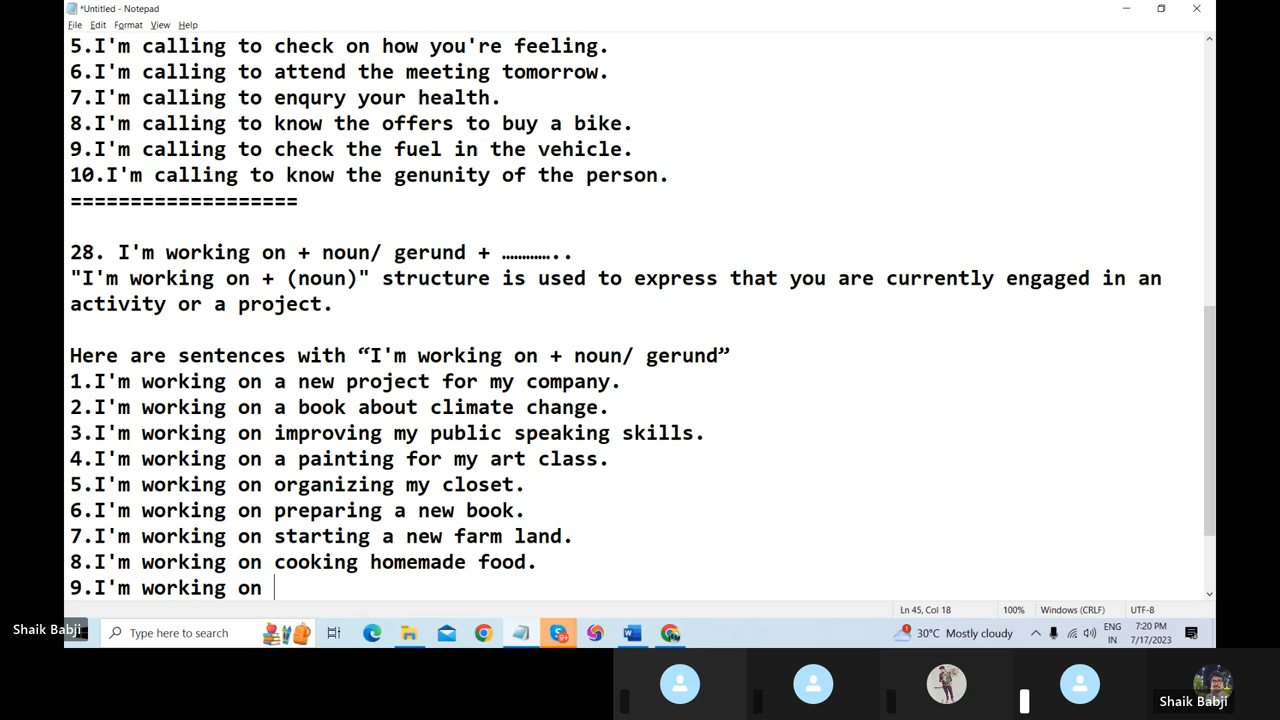 *Untitled - Notepad
File Edit Format View Help
5.I'm calling to check on how you're feeling.
6.I'm calling to attend the meeting tomorrow.
7.I'm calling to enqury your health.
8.I'm calling to know the offers to buy a bike.
9.I'm calling to check the fuel in the vehicle.
10.I'm calling to know the genunity of the person.
===================
28. I'm working on + noun/ gerund + …………..
"I'm working on + (noun)" structure is used to express that you are currently engaged in an
activity or a project.
Here are sentences with “I'm working on + noun/ gerund”
1.I'm working on a new project for my company.
2.I'm working on a book about climate change.
3.I'm working on improving my public speaking skills.
4.I'm working on a painting for my art class.
5.I'm working on organizing my closet.
6.I'm working on preparing a new book.
7.I'm working on starting a new farm land.
8.I'm working on cooking homemade food.
9.I'm working on
Ln 45, Col 18 100% Windows (CRLF) UTF-8
Shaik Babji
Type here to search
30°C Mostly cloudy
ENG
IN
7:20 PM
7/17/2023
Shaik Babji